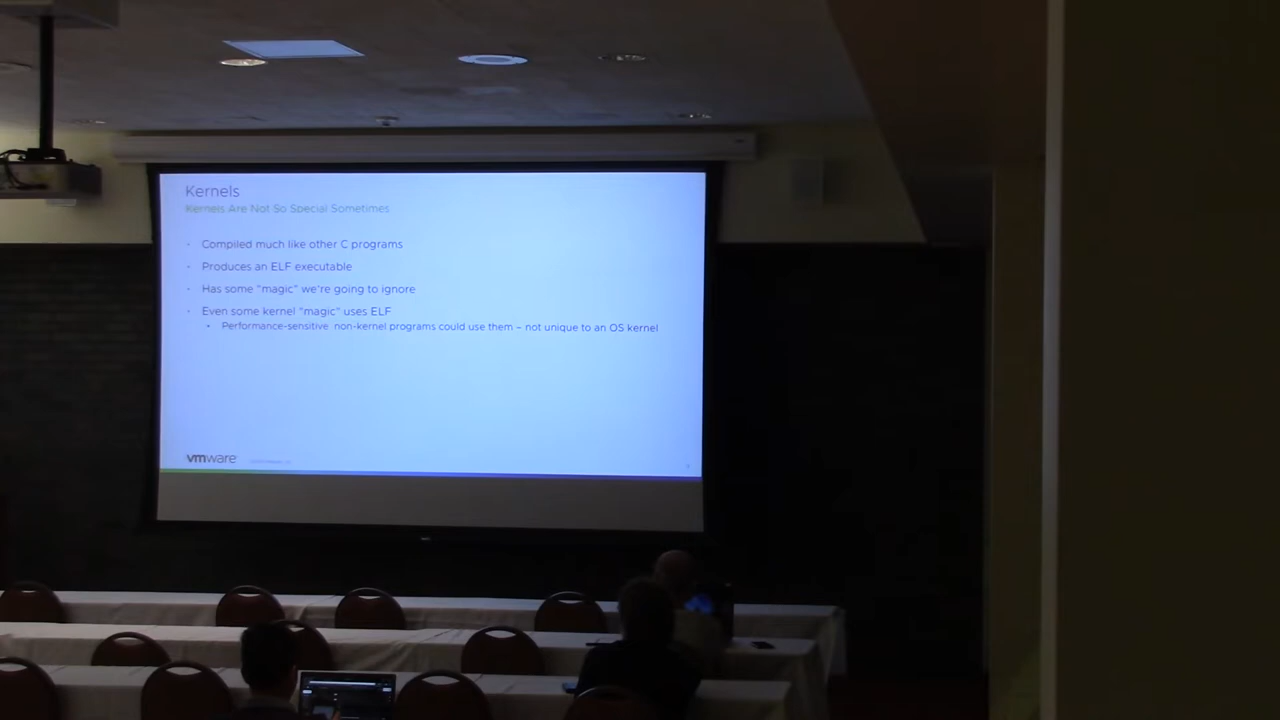 Kernels
Kernels Are Not So Special Sometimes
- Compiled much like other C programs
- Produces an ELF executable
- Has some "magic" we're going to ignore
- Even some kernel "magic" uses ELF
• Performance-sensitive non-kernel programs could use them – not unique to an OS kernel
vmware